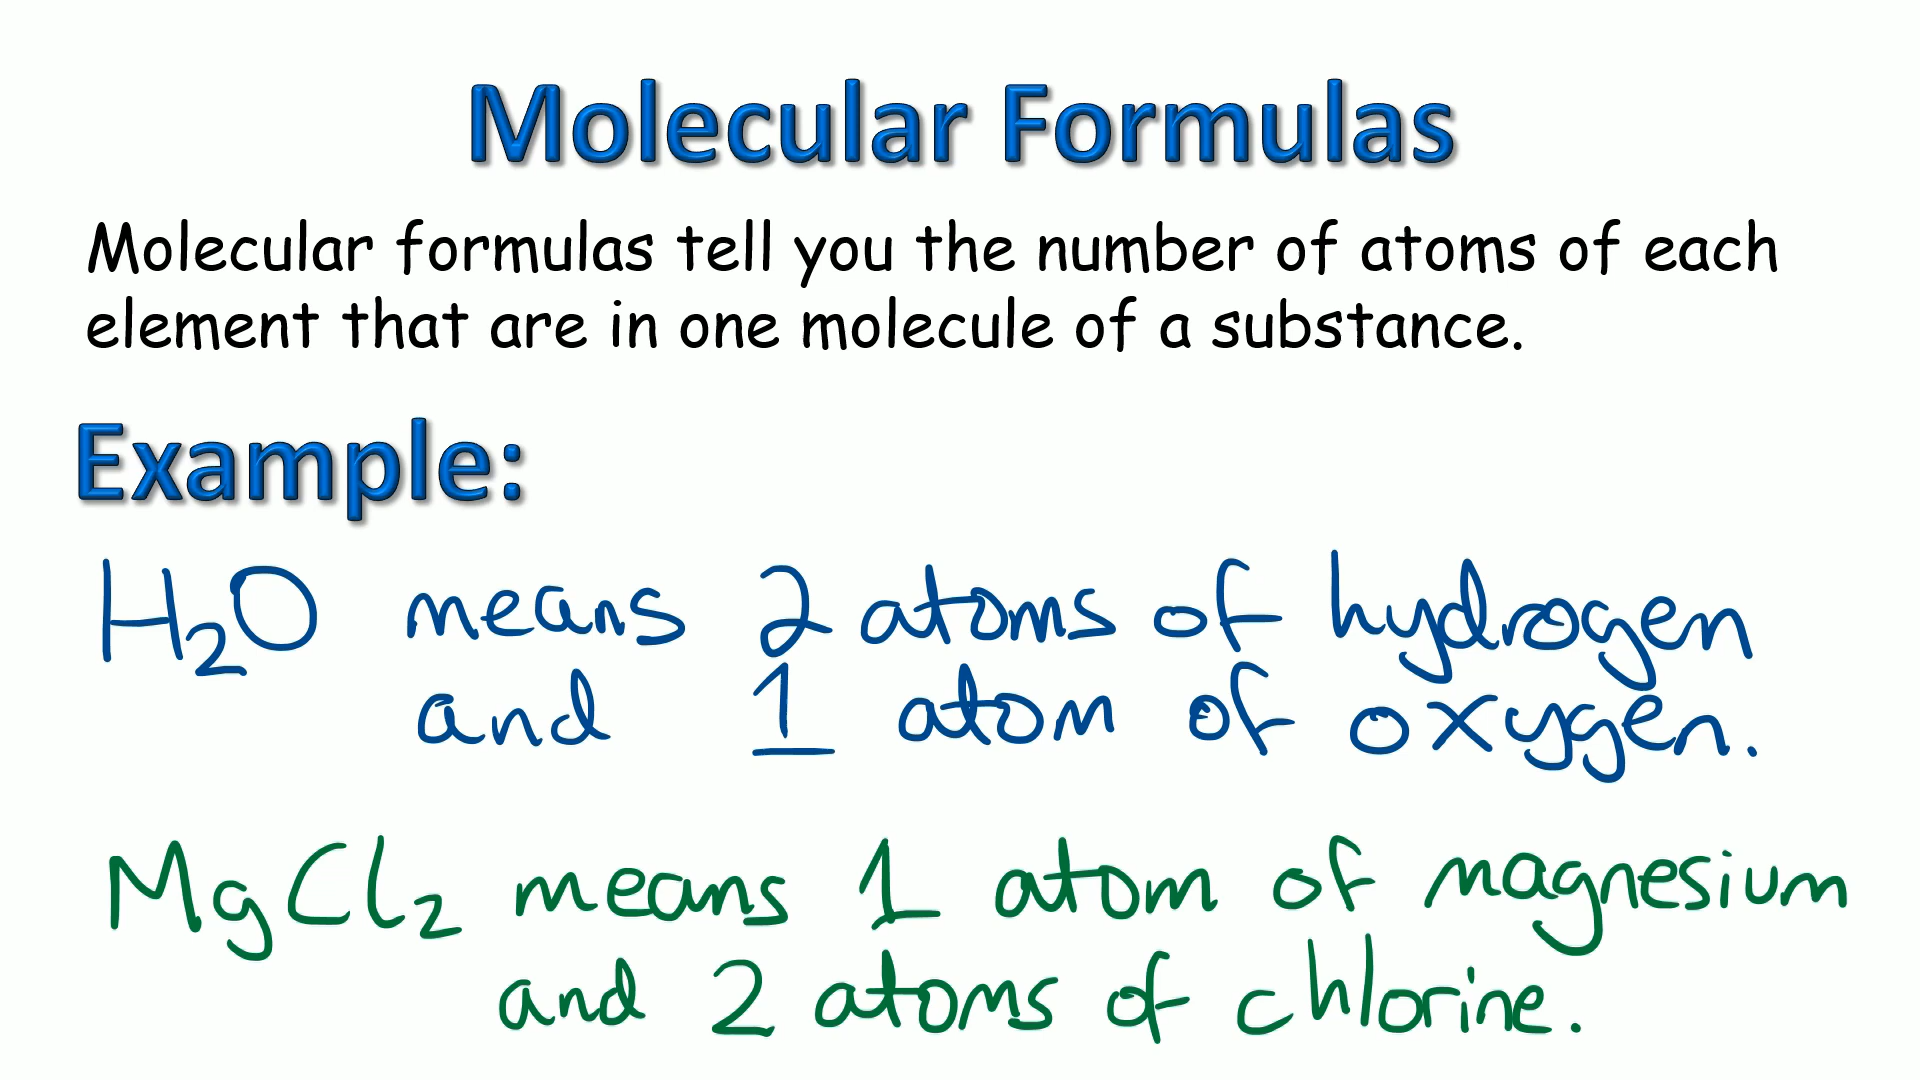 Molecular Formulas
Molecular formulas tell you the number of atoms of each
element that are in one molecule of a substance.
Example:
H₂O means 2 atoms of hydrogen
and 1 atom of oxygen.
MgCl₂ means 1 atom of magnesium
and 2 atoms of chlorine.